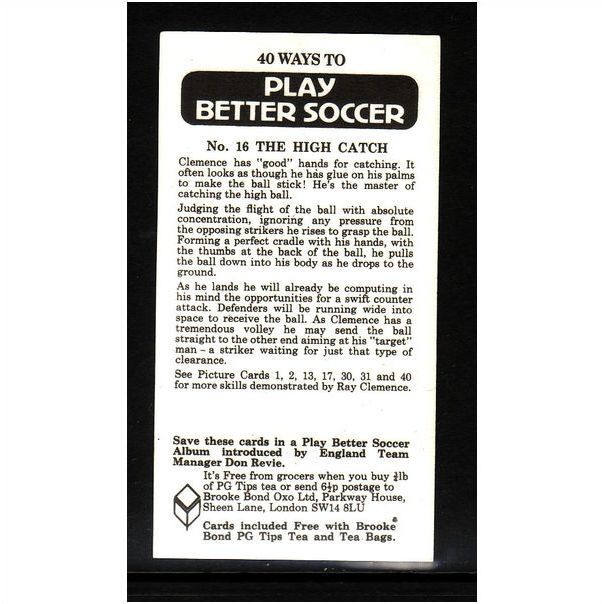 40 WAYS TO
PLAY
BETTER SOCCER
No. 16 THE HIGH CATCH
Clemence has "good" hands for catching. It
often looks as though he has glue on his palms
to make the ball stick! He's the master of
catching the high ball.
Judging the flight of the ball with absolute
concentration, ignoring any pressure from
the opposing strikers he rises to grasp the ball.
Forming a perfect cradle with his hands, with
the thumbs at the back of the ball, he pulls
the ball down into his body as he drops to the
ground.
As he lands he will already be computing in
his mind the opportunities for a swift counter
attack. Defenders will be running wide into
space to receive the ball. As Clemence has a
tremendous volley he may send the ball
straight to the other end aiming at his "target"
man – a striker waiting for just that type of
clearance.
See Picture Cards 1, 2, 13, 17, 30, 31 and 40
for more skills demonstrated by Ray Clemence.
Save these cards in a Play Better Soccer
Album introduced by England Team
Manager Don Revie.
It's Free from grocers when you buy ¼lb
of PG Tips tea or send 6½p postage to
Brooke Bond Oxo Ltd, Parkway House,
Sheen Lane, London SW14 8LU
Cards included Free with Brooke
Bond PG Tips Tea and Tea Bags.